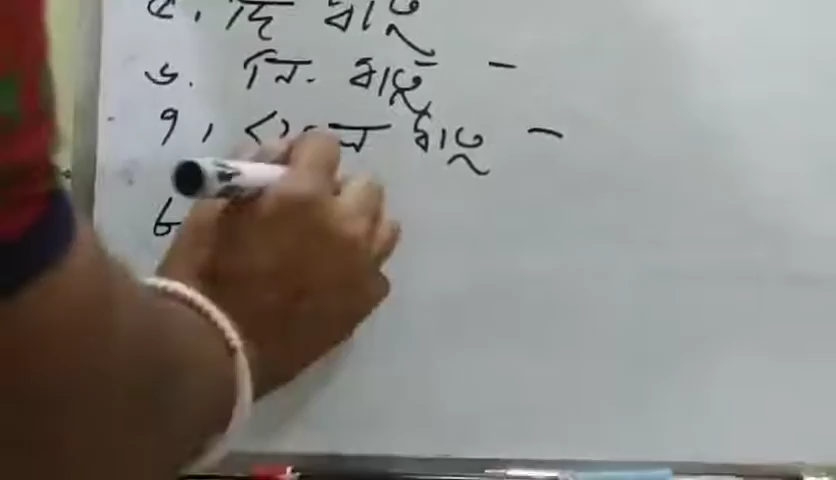 ৫. দি ধাতু
৬. নি. ধাতু -
৭. ধাতু -
৮